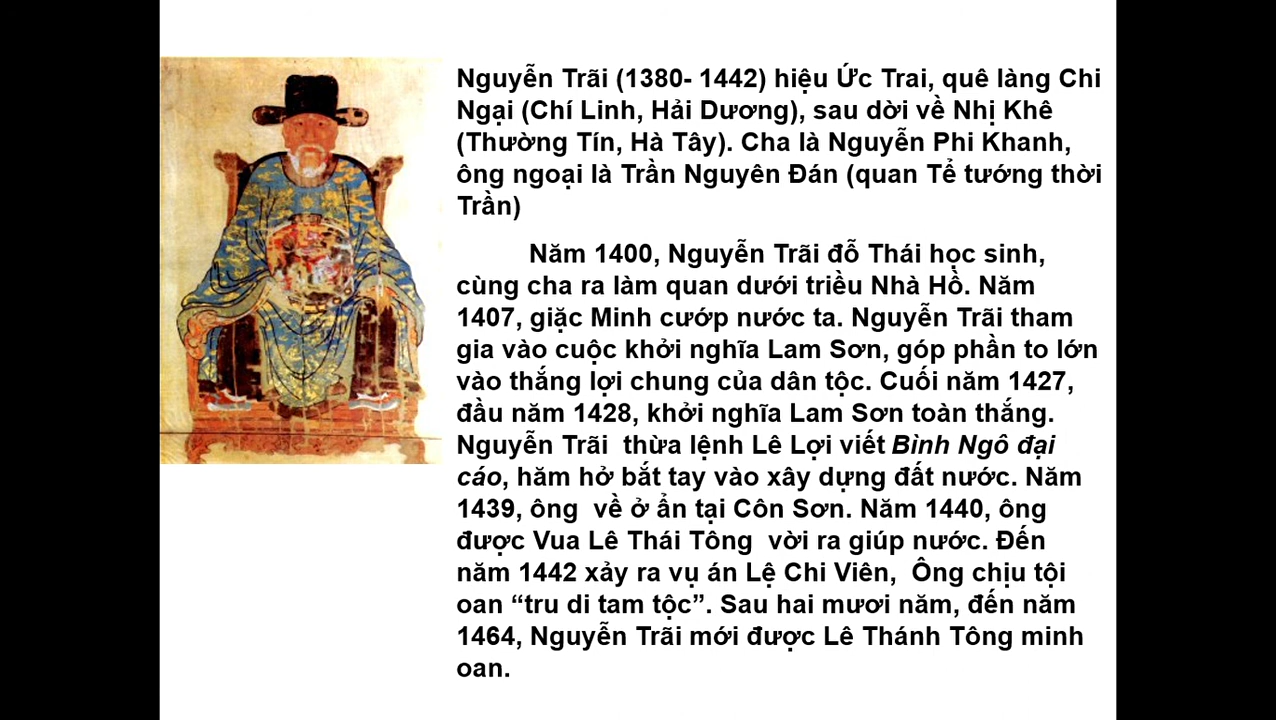 Nguyễn Trãi (1380- 1442) hiệu Ức Trai, quê làng Chi
Ngại (Chí Linh, Hải Dương), sau dời về Nhị Khê
(Thường Tín, Hà Tây). Cha là Nguyễn Phi Khanh,
ông ngoại là Trần Nguyên Đán (quan Tể tướng thời
Trần)
Năm 1400, Nguyễn Trãi đỗ Thái học sinh,
cùng cha ra làm quan dưới triều Nhà Hồ. Năm
1407, giặc Minh cướp nước ta. Nguyễn Trãi tham
gia vào cuộc khởi nghĩa Lam Sơn, góp phần to lớn
vào thắng lợi chung của dân tộc. Cuối năm 1427,
đầu năm 1428, khởi nghĩa Lam Sơn toàn thắng.
Nguyễn Trãi  thừa lệnh Lê Lợi viết Bình Ngô đại
cáo, hăm hở bắt tay vào xây dựng đất nước. Năm
1439, ông  về ở ẩn tại Côn Sơn. Năm 1440, ông
được Vua Lê Thái Tông  vời ra giúp nước. Đến
năm 1442 xảy ra vụ án Lệ Chi Viên,  Ông chịu tội
oan “tru di tam tộc”. Sau hai mươi năm, đến năm
1464, Nguyễn Trãi mới được Lê Thánh Tông minh
oan.